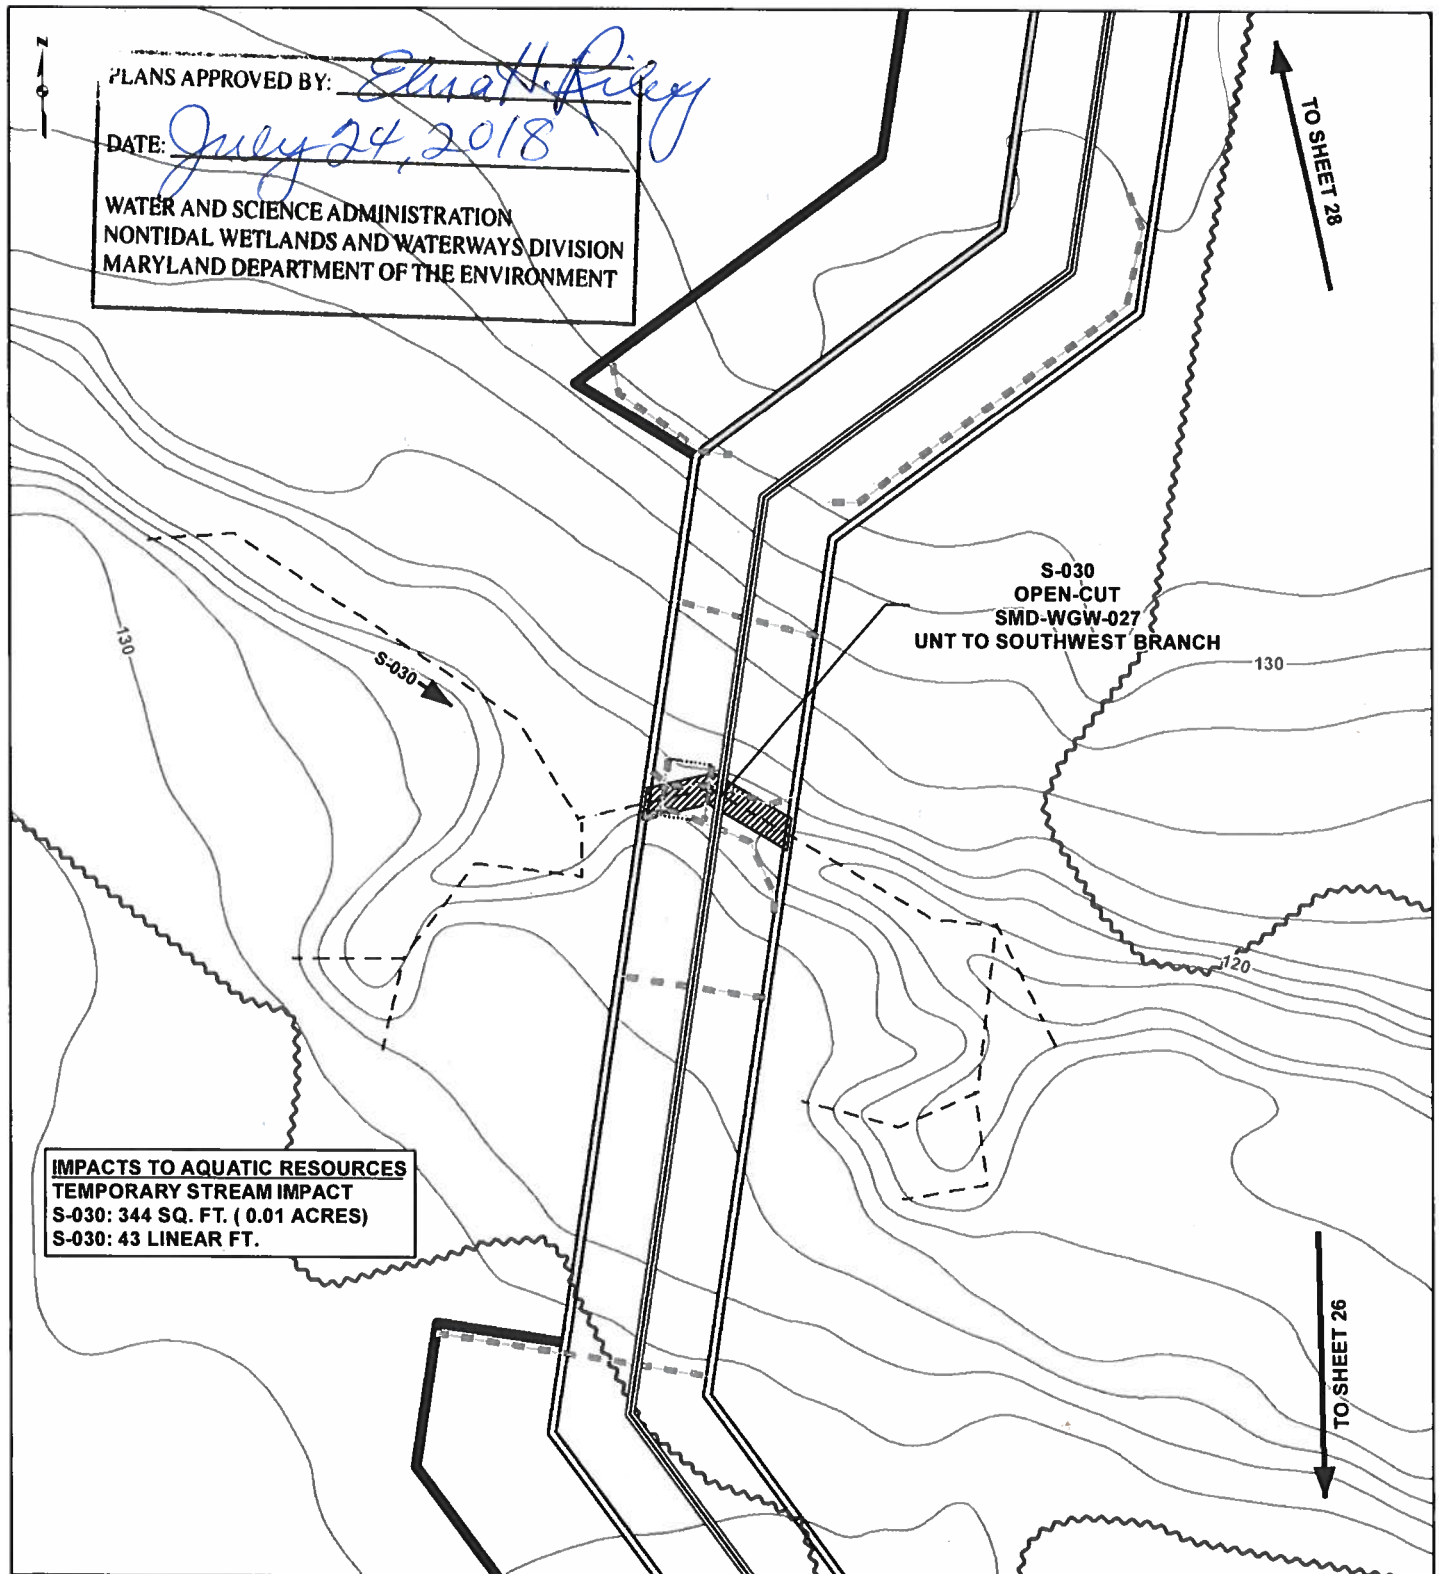 N
PLANS APPROVED BY: Elisa H. Riley
DATE: July 24, 2018
WATER AND SCIENCE ADMINISTRATION
NONTIDAL WETLANDS AND WATERWAYS DIVISION
MARYLAND DEPARTMENT OF THE ENVIRONMENT
TO SHEET 28
S-030
OPEN-CUT
SMD-WGW-027
UNT TO SOUTHWEST BRANCH
130
130
S-030
120
IMPACTS TO AQUATIC RESOURCES
TEMPORARY STREAM IMPACT
S-030: 344 SQ. FT. ( 0.01 ACRES)
S-030: 43 LINEAR FT.
TO SHEET 26